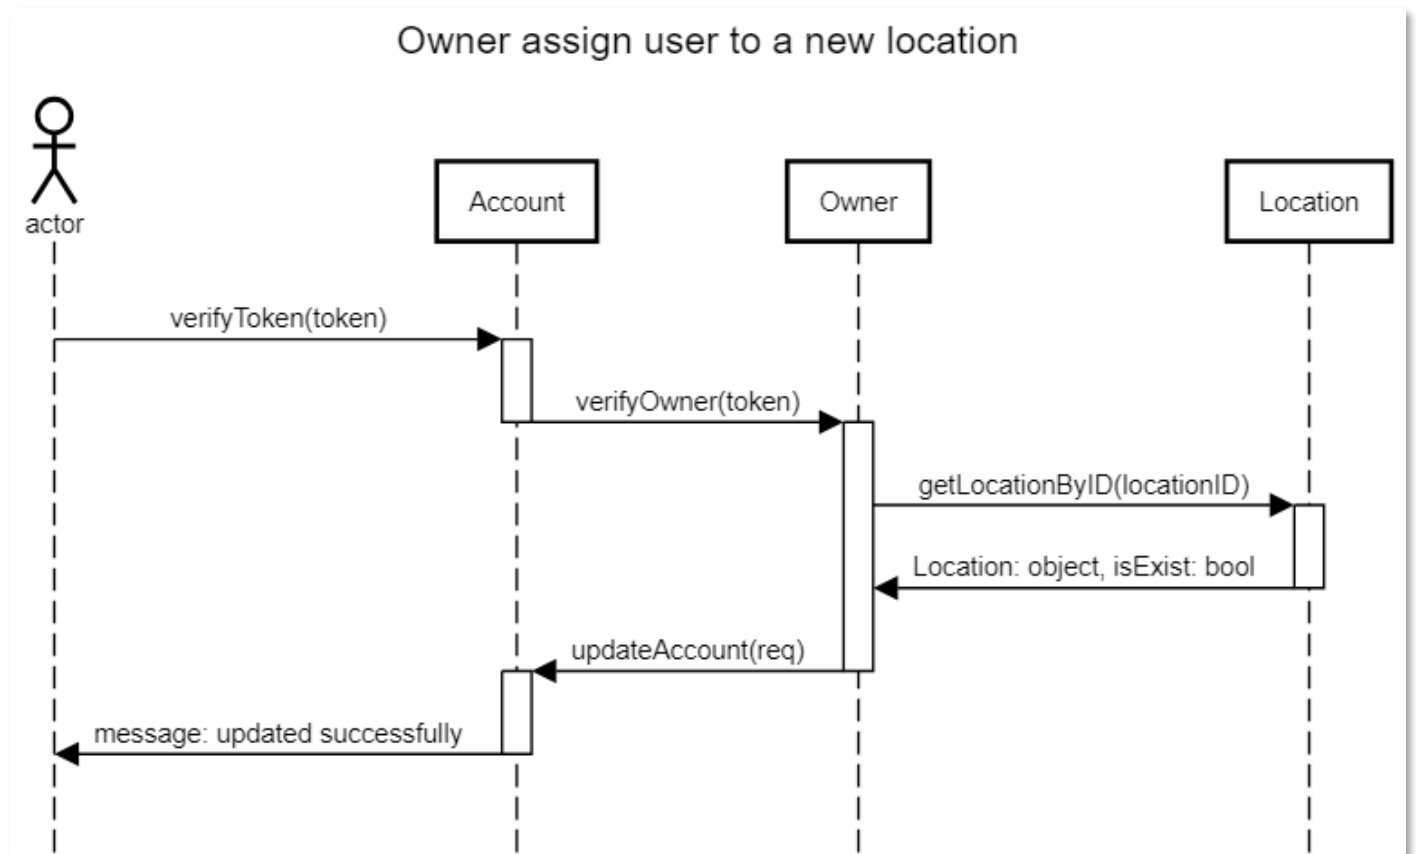 Owner assign user to a new location
actor
Account
Owner
Location
verifyToken(token)
verifyOwner(token)
getLocationByID(locationID)
Location: object, isExist: bool
updateAccount(req)
message: updated successfully